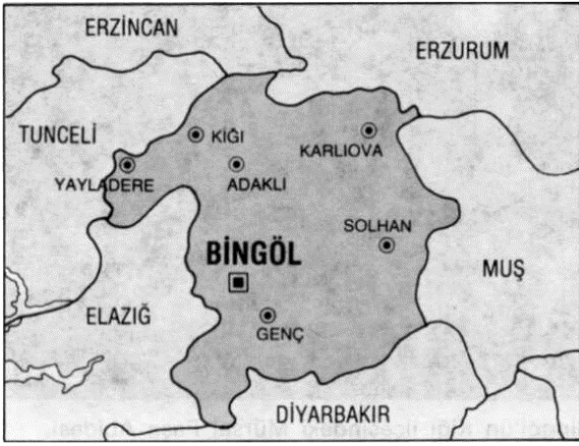 ERZİNCAN
ERZURUM
TUNCELİ
KİĞI
KARLIOVA
YAYLADERE
ADAKLI
SOLHAN
BİNGÖL
MUŞ
ELAZIĞ
GENÇ
DİYARBAKIR